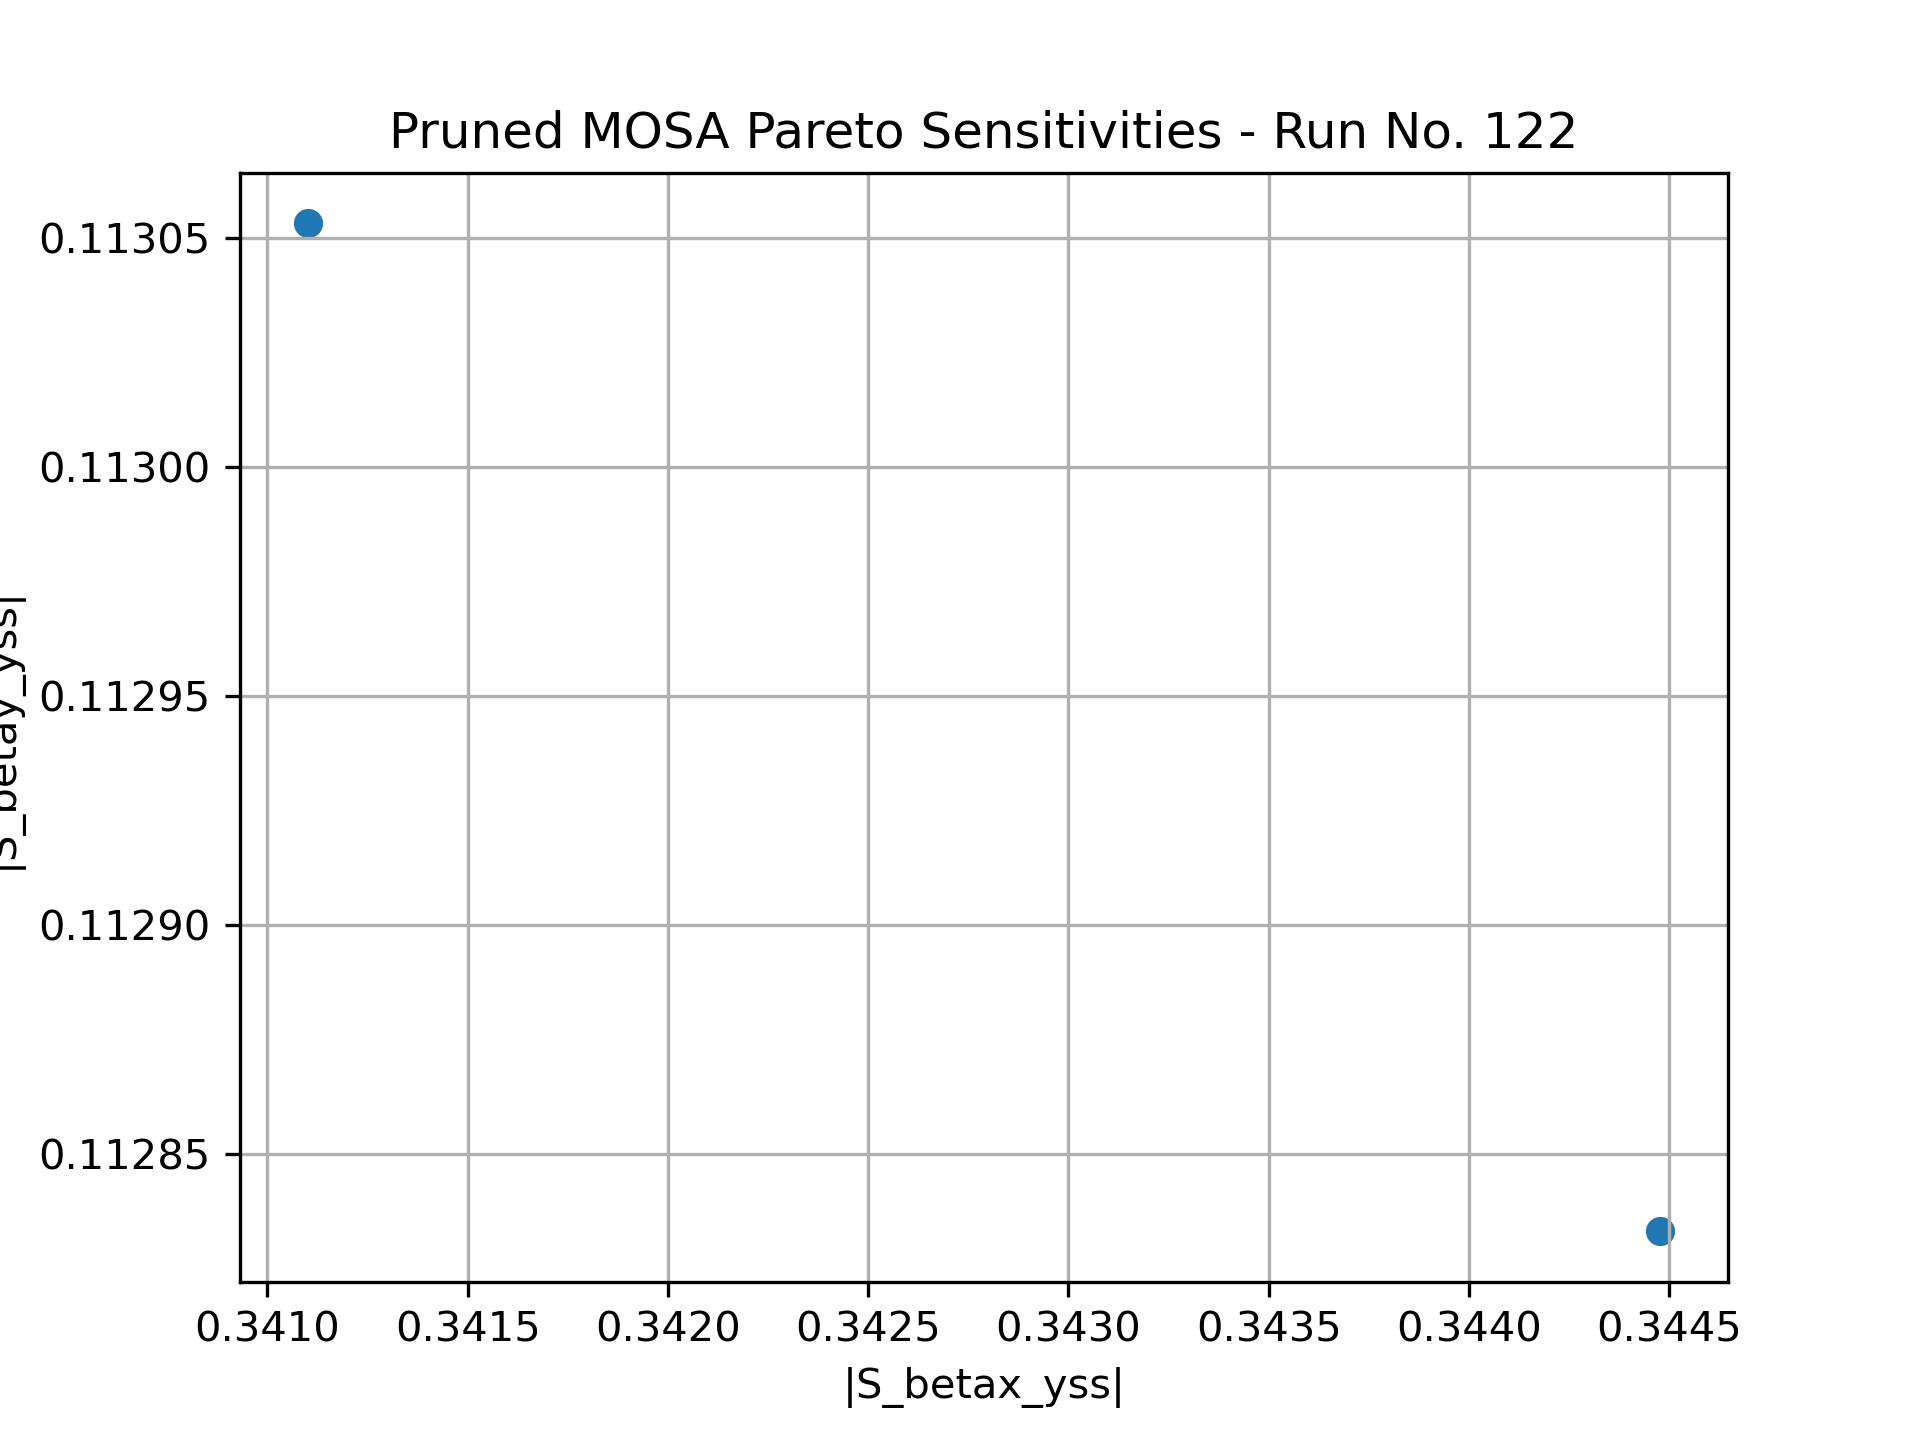 Pruned MOSA Pareto Sensitivities - Run No. 122
0.11305
0.11300
0.11295
0.11290
0.11285
|S_betay_yss|
0.3410 0.3415 0.3420 0.3425 0.3430 0.3435 0.3440 0.3445
|S_betax_yss|